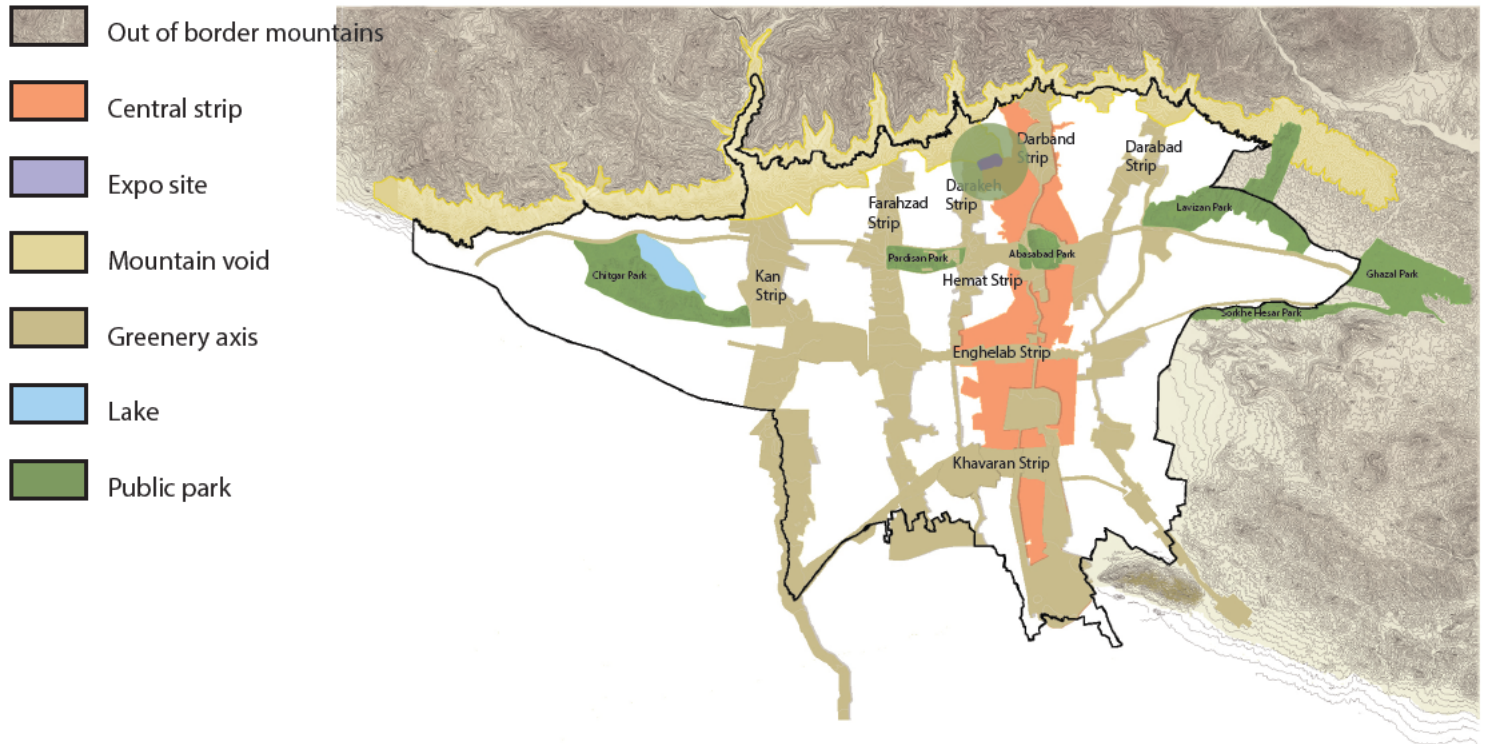 Out of border mountains
Central strip
Expo site
Mountain void
Greenery axis
Lake
Public park
Darband
Strip
Darabad
Strip
Darakeh
Strip
Farahzad
Strip
Lavizan Park
Pardisan Park
Abasabad Park
Chitgar Park
Kan
Strip
Hemat Strip
Ghazal Park
Sorkhe Hesar Park
Enghelab Strip
Khavaran Strip